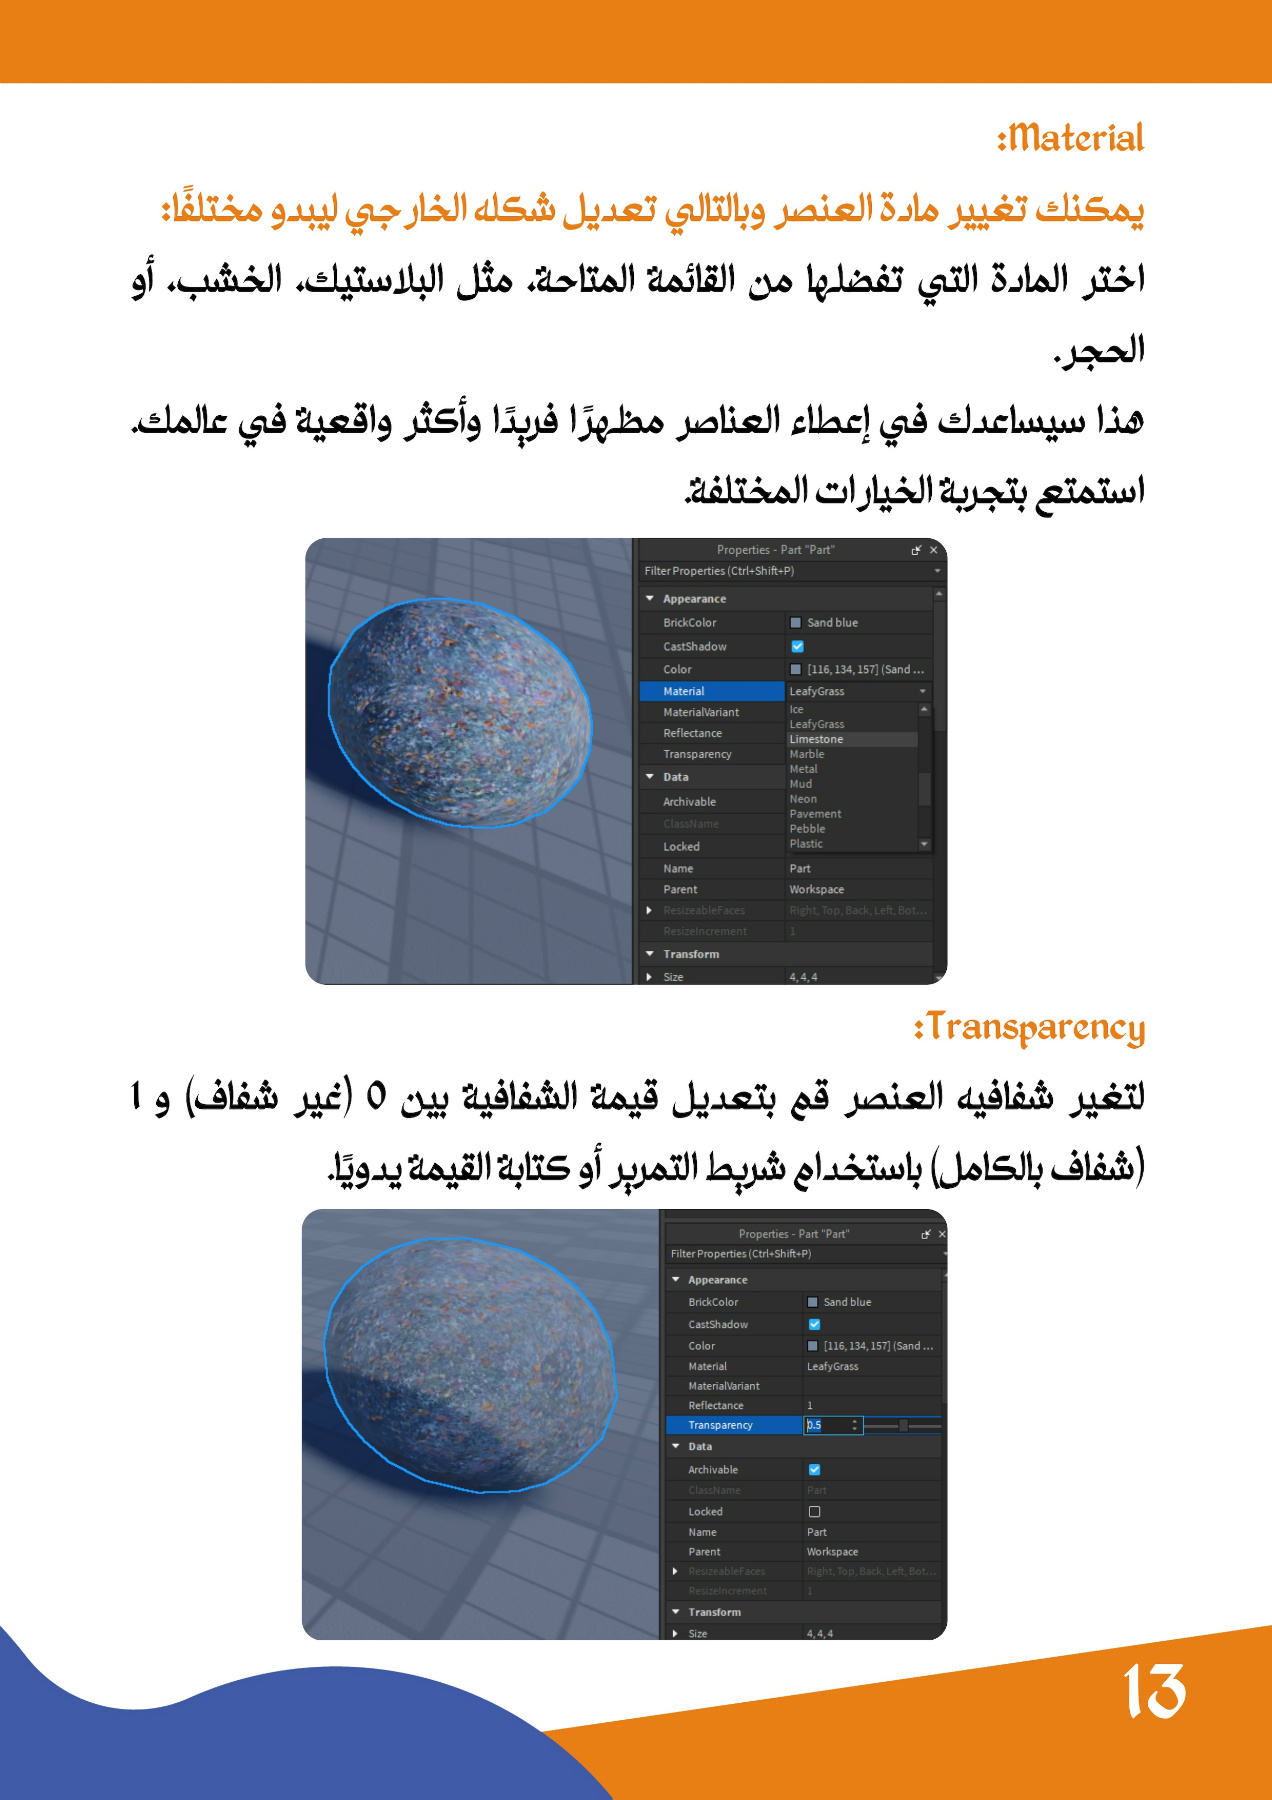 Material:
يمكنك تغيير مادة العنصر وبالتالي تعديل شكله الخارجي ليبدو مختلفًا:
اختر المادة التي تفضلها من القائمة المتاحة، مثل البلاستيك، الخشب، أو
الحجر.
هذا سيساعدك في إعطاء العناصر مظهرًا فريدًا وأكثر واقعية في عالمك.
استمتع بتجربة الخيارات المختلفة.
Properties - Part "Part"
Filter Properties (Ctrl+Shift+P)
Appearance
BrickColor Sand blue
CastShadow
Color [116, 134, 157] (Sand ...
Material LeafyGrass
MaterialVariant Ice
LeafyGrass
Reflectance Limestone
Transparency Marble
Metal
Data Mud
Archivable Neon
Pavement
ClassName Pebble
Locked Plastic
Name Part
Parent Workspace
ResizeableFaces Right, Top, Back, Left, Bot...
ResizeIncrement 1
Transform
Size 4, 4, 4
Transparency:
لتغير شفافيه العنصر قم بتعديل قيمة الشفافية بين 0 (غير شفاف) و 1
(شفاف بالكامل) باستخدام شريط التمرير أو كتابة القيمة يدويًا.
Properties - Part "Part"
Filter Properties (Ctrl+Shift+P)
Appearance
BrickColor Sand blue
CastShadow
Color [116, 134, 157] (Sand ...
Material LeafyGrass
MaterialVariant
Reflectance 1
Transparency 0.5
Data
Archivable
ClassName Part
Locked
Name Part
Parent Workspace
ResizeableFaces Right, Top, Back, Left, Bot...
ResizeIncrement 1
Transform
Size 4, 4, 4
13